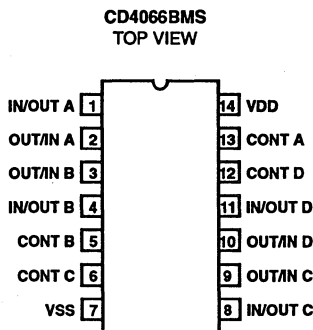 CD4066BMS
TOP VIEW
IN/OUT A 1 14 VDD
OUT/IN A 2 13 CONT A
OUT/IN B 3 12 CONT D
IN/OUT B 4 11 IN/OUT D
CONT B 5 10 OUT/IN D
CONT C 6 9 OUT/IN C
VSS 7 8 IN/OUT C